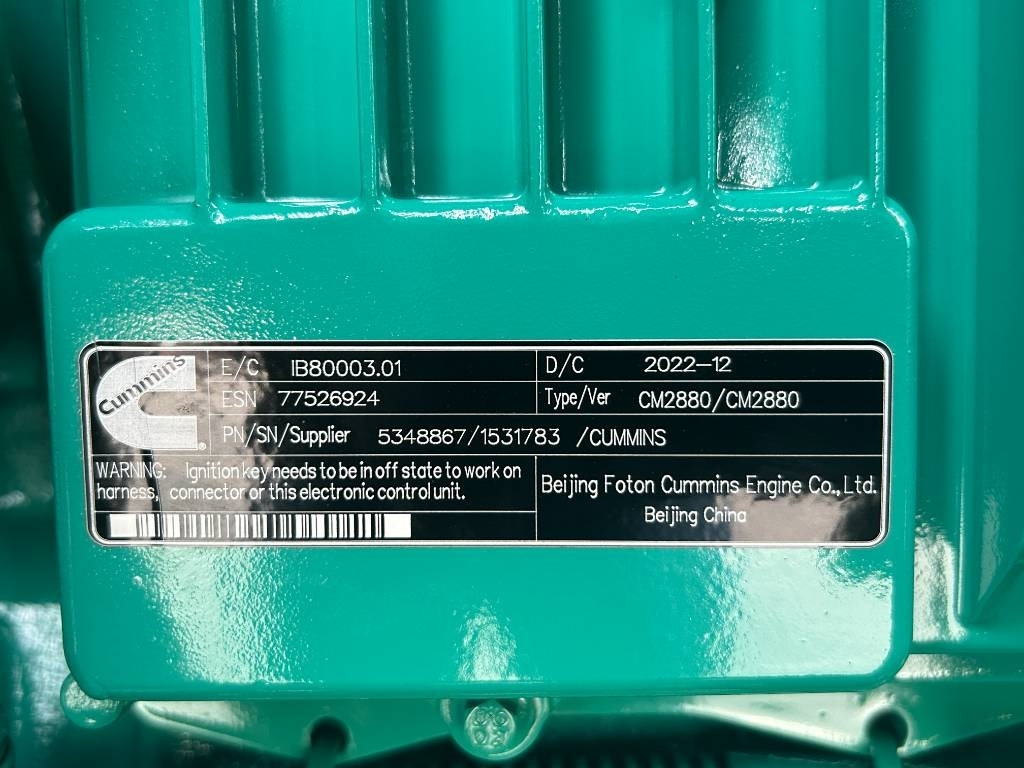 Cummins
E/C IB80003.01 D/C 2022-12
ESN 77526924 Type/Ver CM2880/CM2880
PN/SN/Supplier 5348867/1531783 /CUMMINS
WARNING: Ignition key needs to be in off state to work on
harness, connector or this electronic control unit.
Beijing Foton Cummins Engine Co., Ltd.
Beijing China